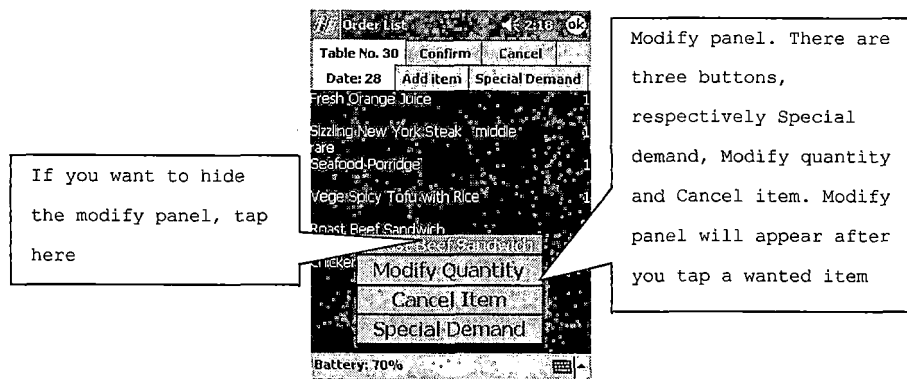 Order List 2:18 ok
Table No. 30 Confirm Cancel
Date: 28 Add item Special Demand
Fresh Orange Juice 1
Sizzling New York Steak middle 1
rare
Seafood Porridge 1
Vege Spicy Tofu with Rice 1
Roast Beef Sandwich
Beef Sandwich
Chicken
Modify Quantity
Cancel Item
Special Demand
Battery: 70%
If you want to hide
the modify panel, tap
here
Modify panel. There are
three buttons,
respectively Special
demand, Modify quantity
and Cancel item. Modify
panel will appear after
you tap a wanted item